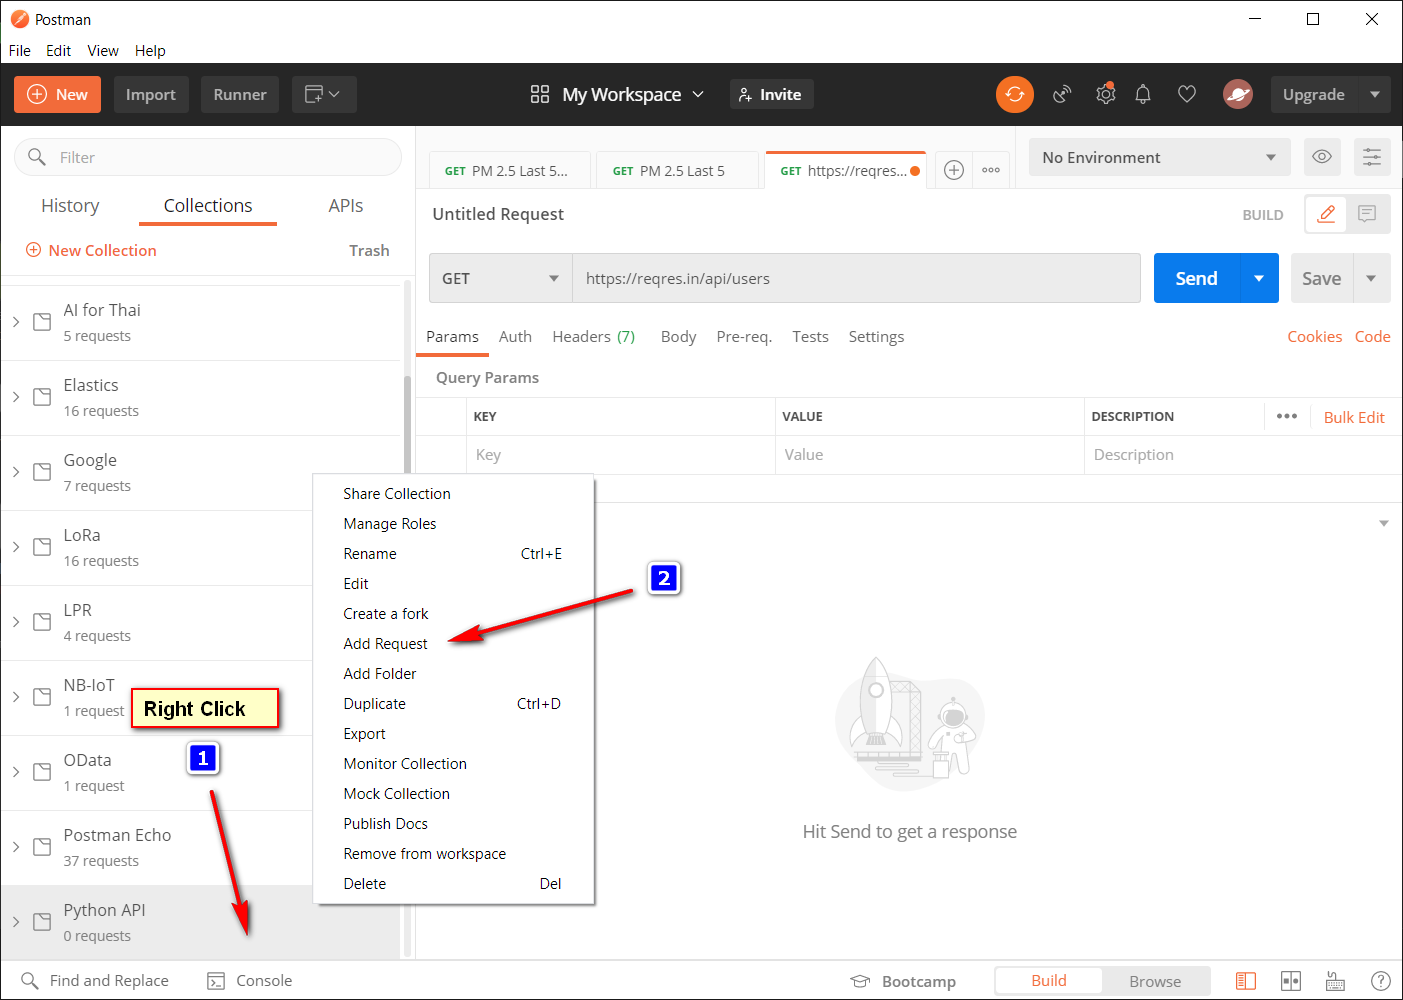 Postman
File Edit View Help
New Import Runner My Workspace Invite Upgrade
Filter
History Collections APIs
New Collection Trash
AI for Thai
5 requests
Elastics
16 requests
Google
7 requests
LoRa
16 requests
LPR
4 requests
NB-IoT
1 request
Right Click
1
OData
1 request
Postman Echo
37 requests
Python API
0 requests
GET PM 2.5 Last 5... GET PM 2.5 Last 5 GET https://reqres...
No Environment
Untitled Request BUILD
GET https://reqres.in/api/users Send Save
Params Auth Headers (7) Body Pre-req. Tests Settings Cookies Code
Query Params
KEY VALUE DESCRIPTION ••• Bulk Edit
Key Value Description
Share Collection
Manage Roles
Rename Ctrl+E
Edit
Create a fork
Add Request
Add Folder
Duplicate Ctrl+D
Export
Monitor Collection
Mock Collection
Publish Docs
Remove from workspace
Delete Del
2
Hit Send to get a response
Find and Replace Console Bootcamp Build Browse